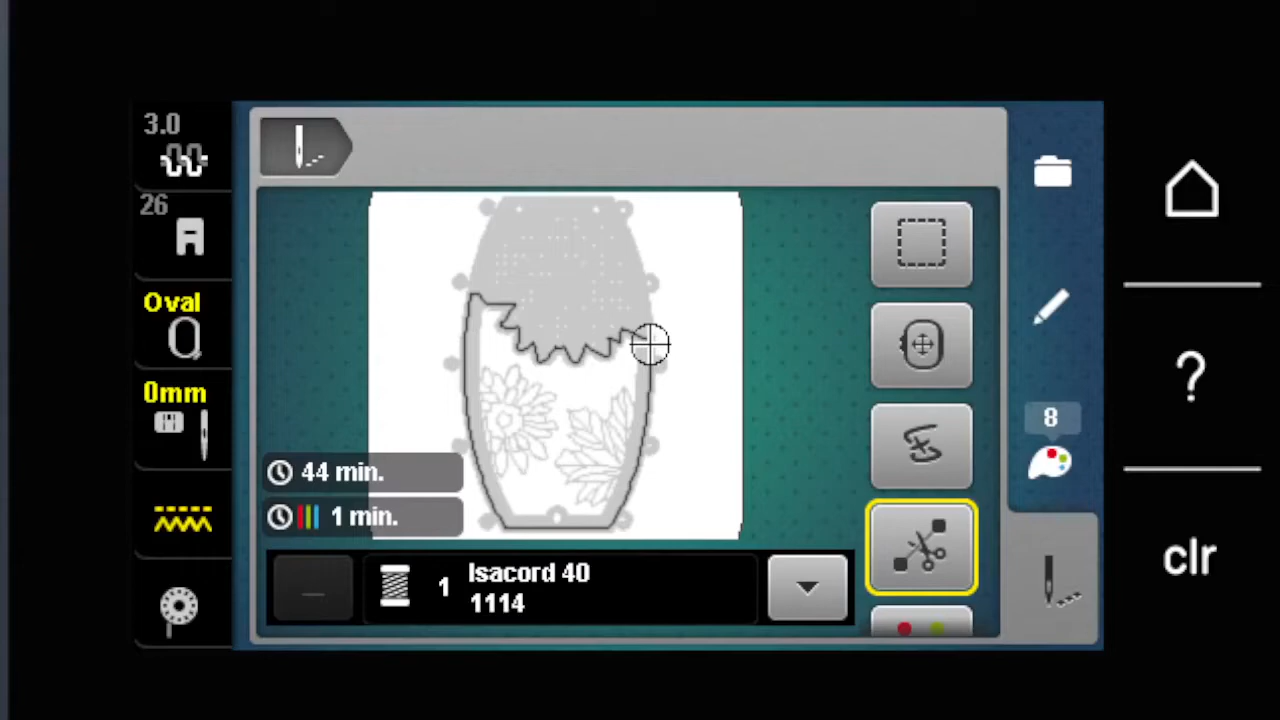 3.0
26
Oval
0mm
44 min.
1 min.
1
Isacord 40
1114
8
?
clr